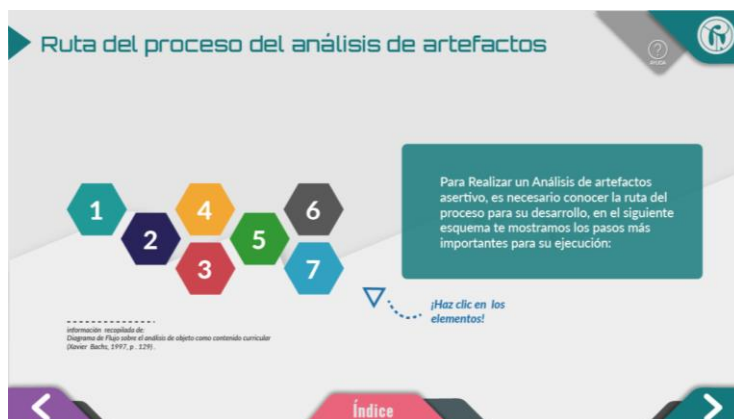 Ruta del proceso del análisis de artefactos
?
AYUDA
1
2
4
3
5
6
7
Para Realizar un Análisis de artefactos
asertivo, es necesario conocer la ruta del
proceso para su desarrollo, en el siguiente
esquema te mostramos los pasos más
importantes para su ejecución:
¡Haz clic en los
elementos!
información recopilada de:
Diagrama de Flujo sobre el análisis de objeto como contenido curricular
(Xavier Bachs, 1997, p . 129) .
Índice